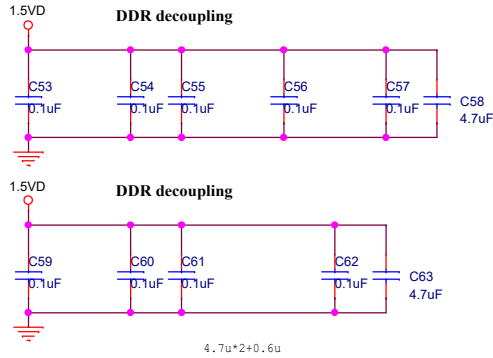 1.5VD
DDR decoupling
C53
0.1uF
C54
0.1uF
C55
0.1uF
C56
0.1uF
C57
0.1uF
C58
4.7uF
1.5VD
DDR decoupling
C59
0.1uF
C60
0.1uF
C61
0.1uF
C62
0.1uF
C63
4.7uF
4.7u*2+0.6u